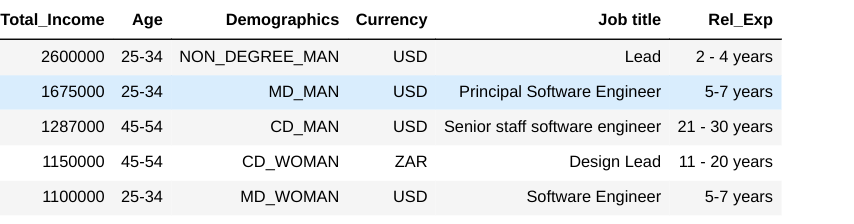 Total_Income Age Demographics Currency Job title Rel_Exp
2600000 25-34 NON_DEGREE_MAN USD Lead 2 - 4 years
1675000 25-34 MD_MAN USD Principal Software Engineer 5-7 years
1287000 45-54 CD_MAN USD Senior staff software engineer 21 - 30 years
1150000 45-54 CD_WOMAN ZAR Design Lead 11 - 20 years
1100000 25-34 MD_WOMAN USD Software Engineer 5-7 years